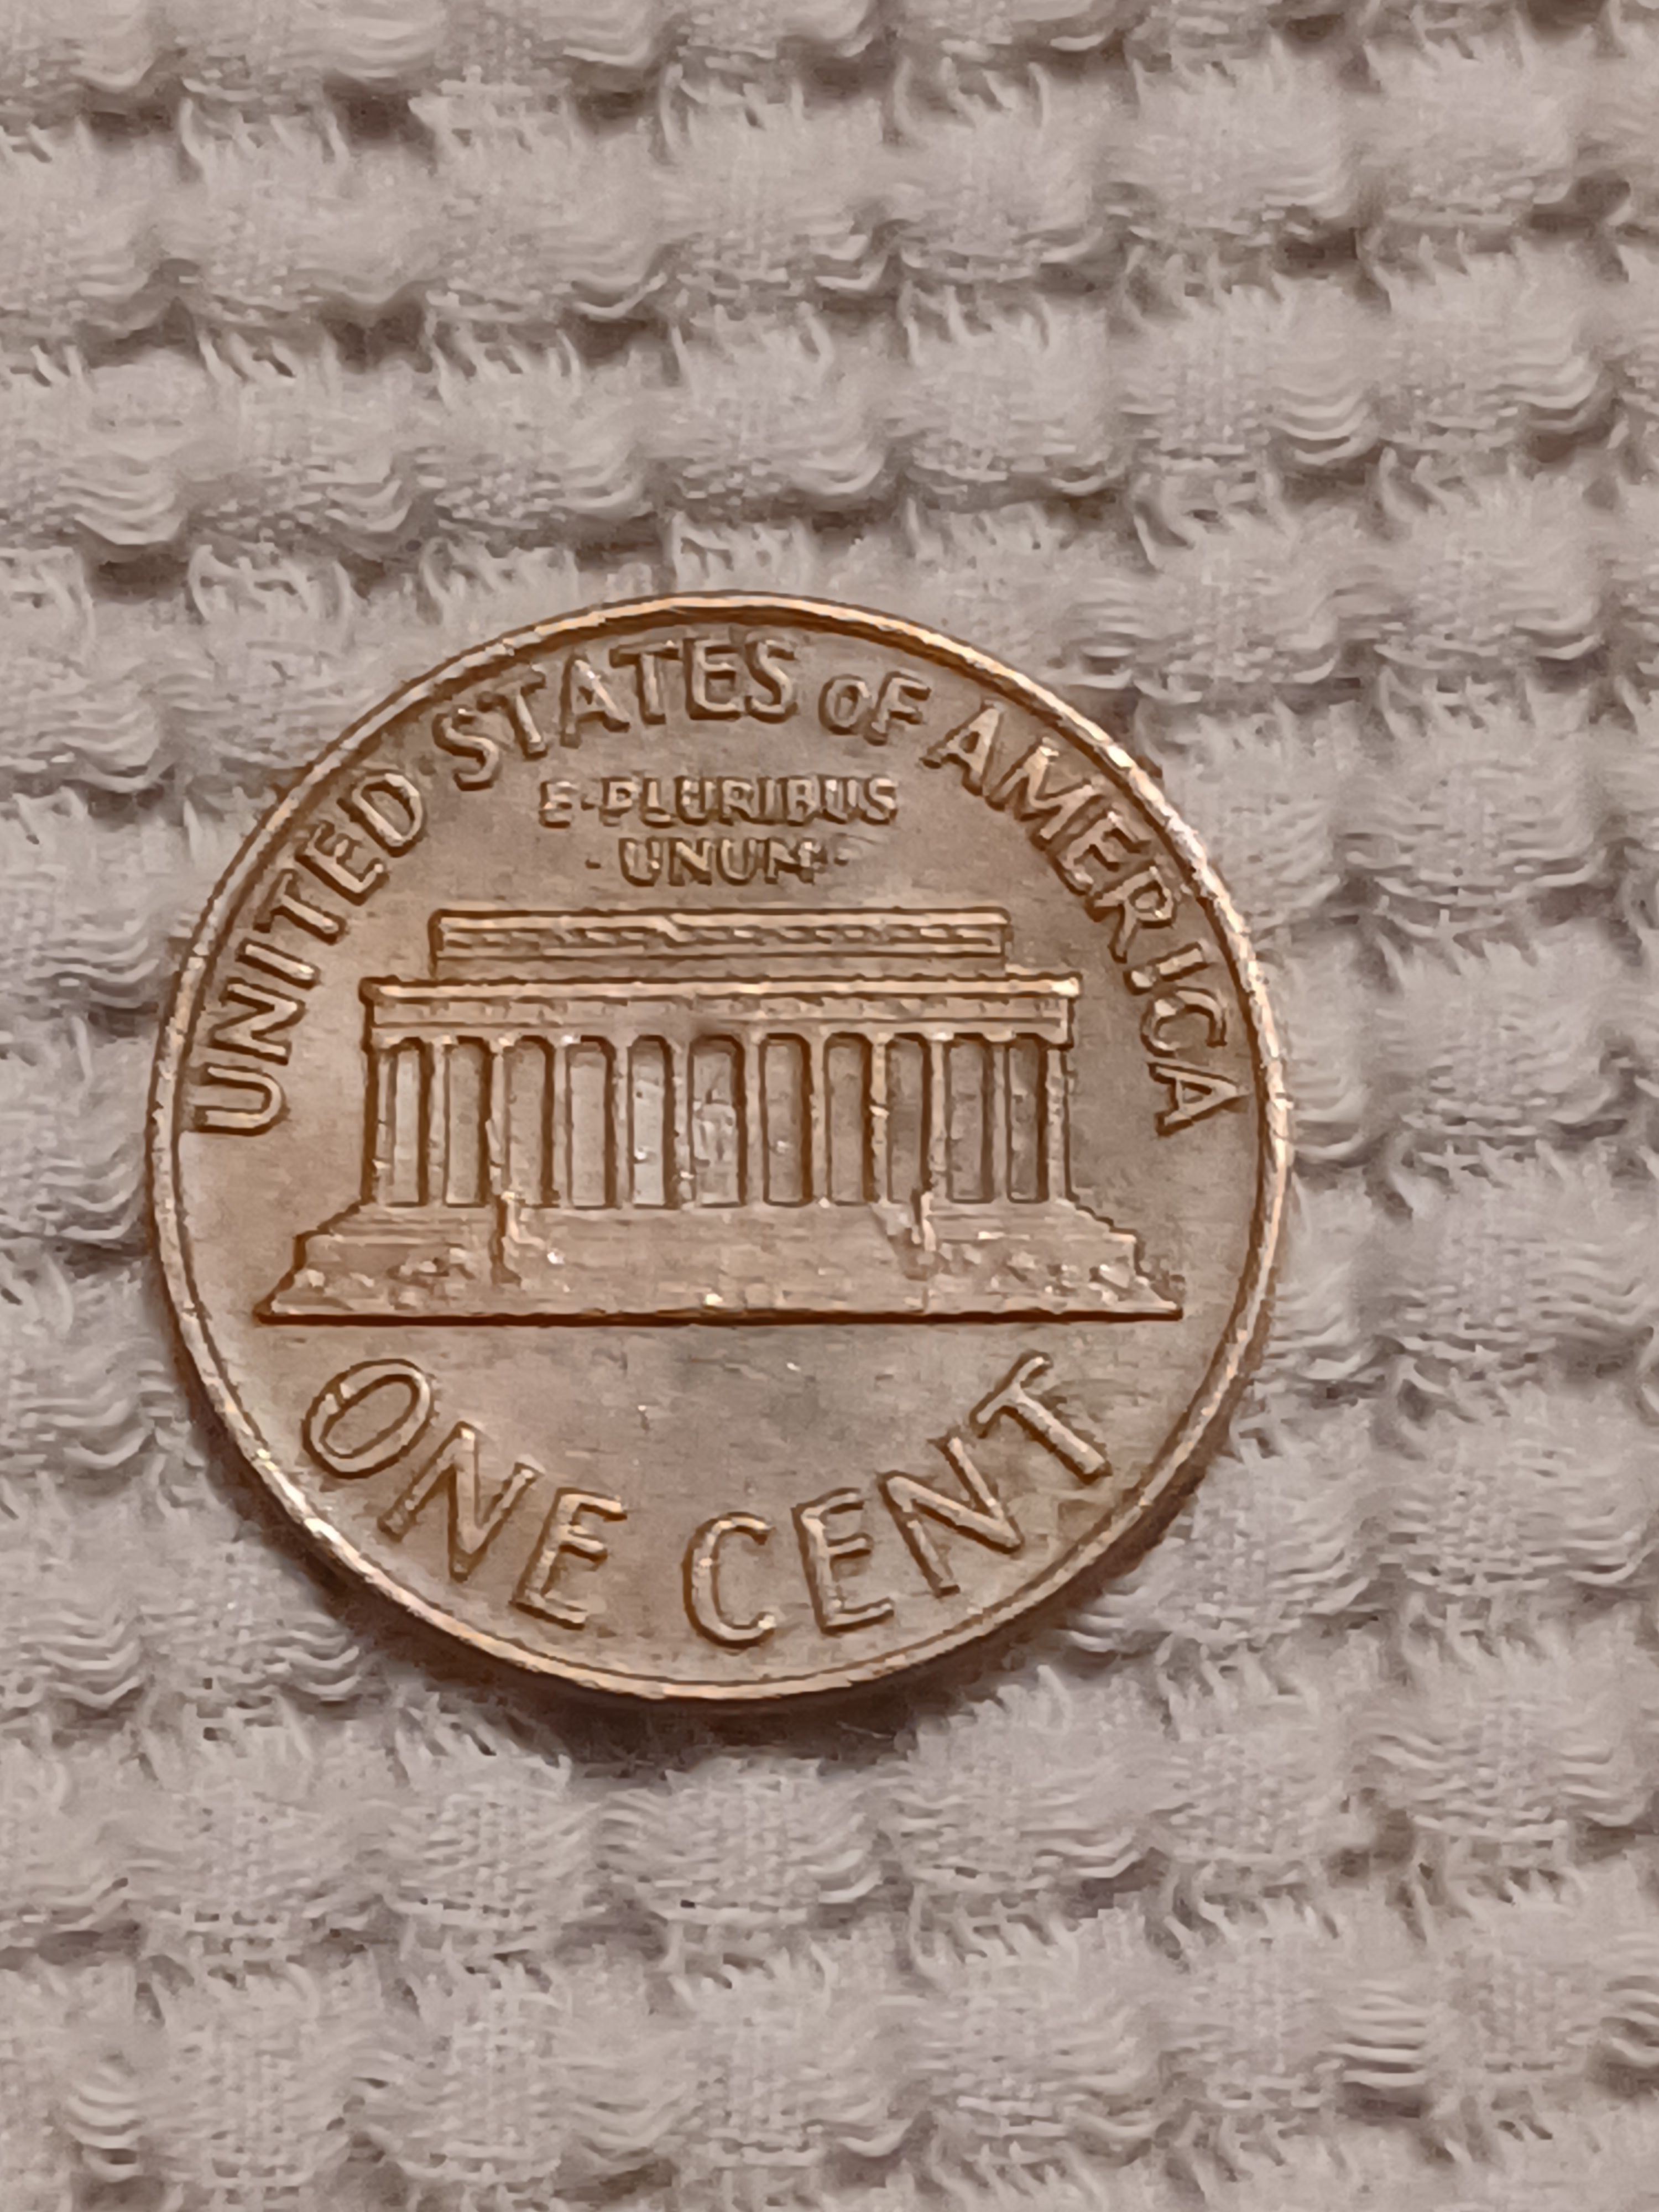 UNITED STATES OF AMERICA
E·PLURIBUS
·UNUM·
ONE CENT